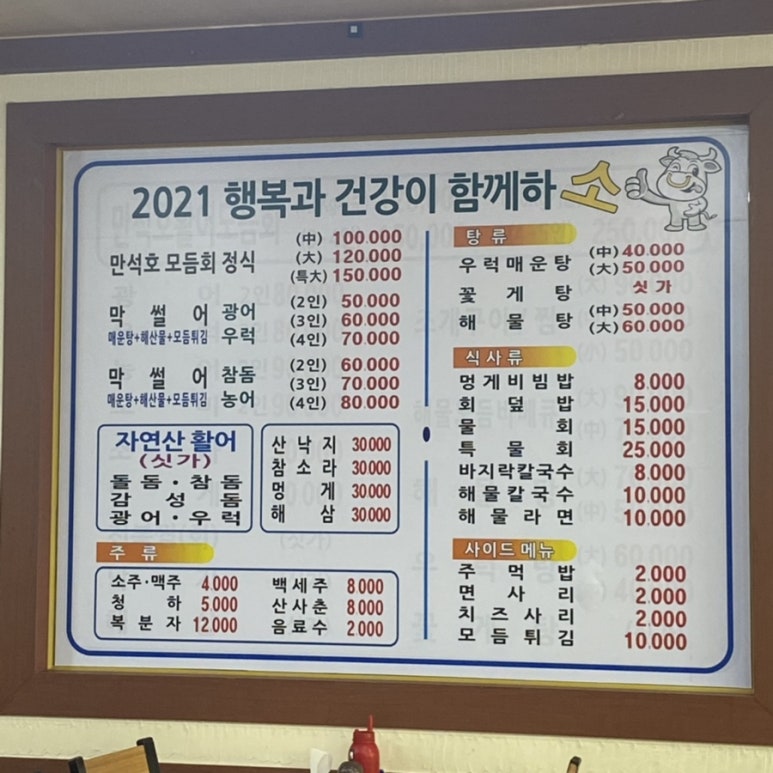 2021 행복과 건강이 함께하소
만석호 모듬회 정식 (中) 100.000
(大) 120.000
(특大) 150.000
막 썰 어 광어 우럭
매운탕+해산물+모듬튀김
(2인) 50.000
(3인) 60.000
(4인) 70.000
막 썰 어 참돔 농어
매운탕+해산물+모듬튀김
(2인) 60.000
(3인) 70.000
(4인) 80.000
자연산 활어
(싯가)
돌돔·참돔
감 성 돔
광어·우럭
산 낙 지 30000
참 소 라 30000
멍 게 30000
해 삼 30000
주 류
소주·맥주 4.000
청 하 5.000
복 분 자 12.000
백 세 주 8 000
산 사 춘 8 000
음 료 수 2 000
탕 류
우럭매운탕 (中) 40.000
(大) 50.000
꽃 게 탕 싯 가
해 물 탕 (中) 50.000
(大) 60.000
식 사 류
멍게비빔밥 8.000
회 덮 밥 15.000
물 회 15.000
특 물 회 25.000
바지락칼국수 8.000
해물칼국수 10.000
해 물 라 면 10.000
사이드 메뉴
주 먹 밥 2.000
면 사 리 2.000
치 즈 사 리 2.000
모 듬 튀 김 10.000